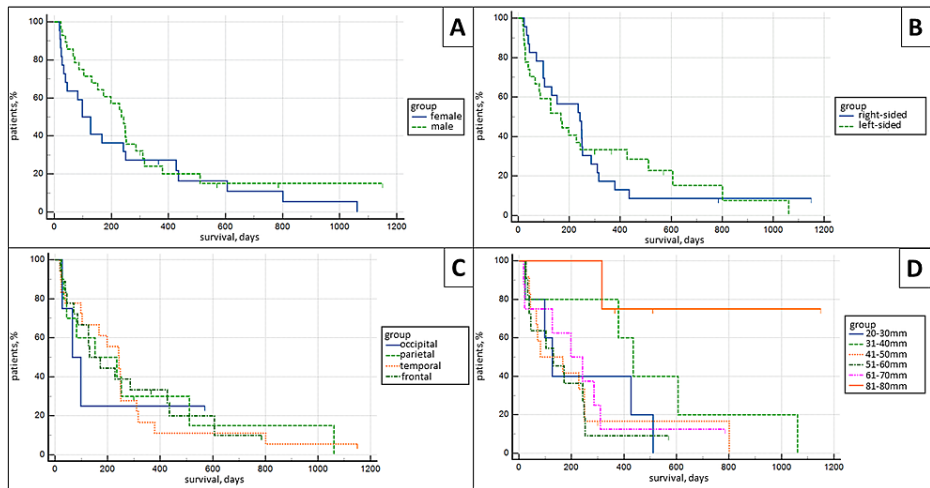 A
patients, %
100
80
60
40
20
0
0 200 400 600 800 1000 1200
survival, days
group
female
male
B
patients, %
100
80
60
40
20
0
0 200 400 600 800 1000 1200
survival, days
group
right-sided
left-sided
C
patients, %
100
80
60
40
20
0
0 200 400 600 800 1000 1200
survival, days
group
occipital
parietal
temporal
frontal
D
patients, %
100
80
60
40
20
0
0 200 400 600 800 1000 1200
survival, days
group
20-30mm
31-40mm
41-50mm
51-60mm
61-70mm
81-80mm